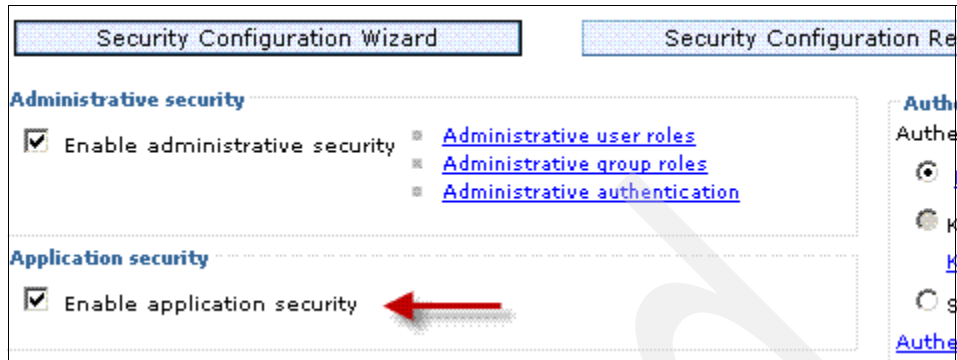 Security Configuration Wizard
Security Configuration Re
Administrative security
Enable administrative security
Administrative user roles
Administrative group roles
Administrative authentication
Application security
Enable application security
Auth
Authe
K
K
S
Authe